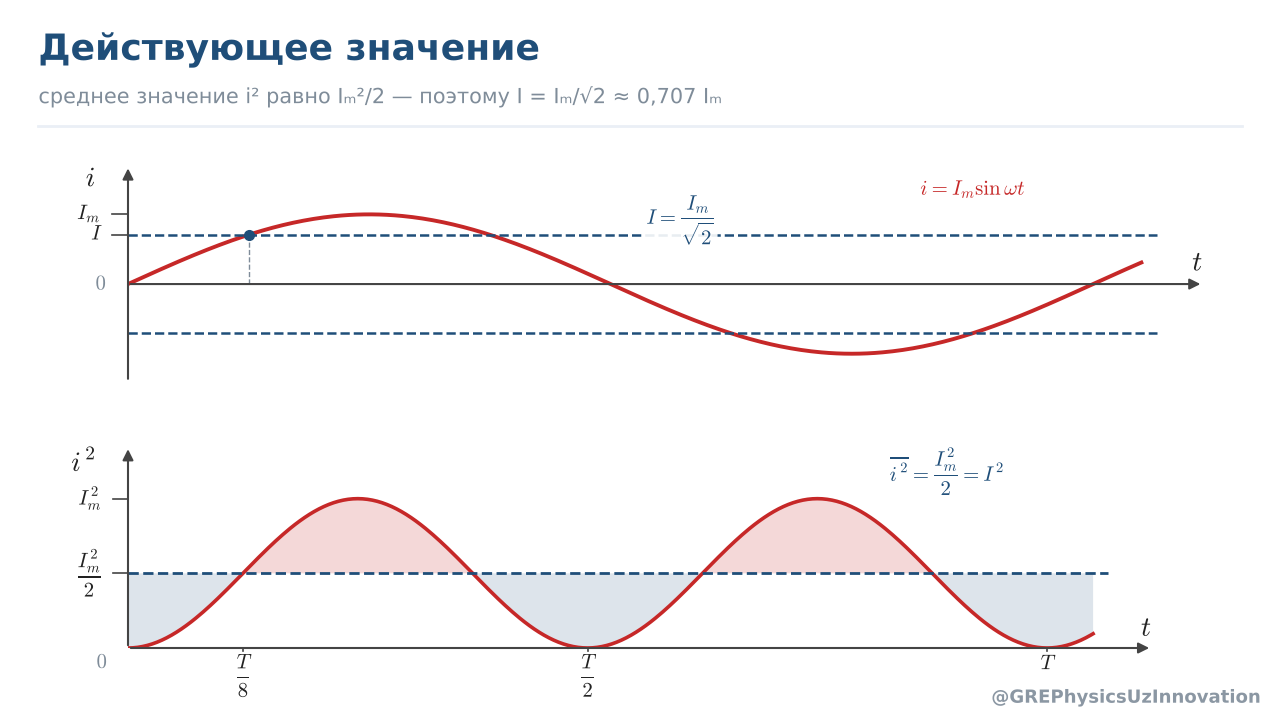 Действующее значение
среднее значение i² равно Iₘ²/2 — поэтому I = Iₘ/√2 ≈ 0,707 Iₘ
i
i = Iₘ sin ωt
Iₘ
I = Iₘ/√2
I
t
0
i²
i² = Iₘ²/2 = I²
Iₘ²
Iₘ²/2
t
0
T/8
T/2
T
@GREPhysicsUzInnovation